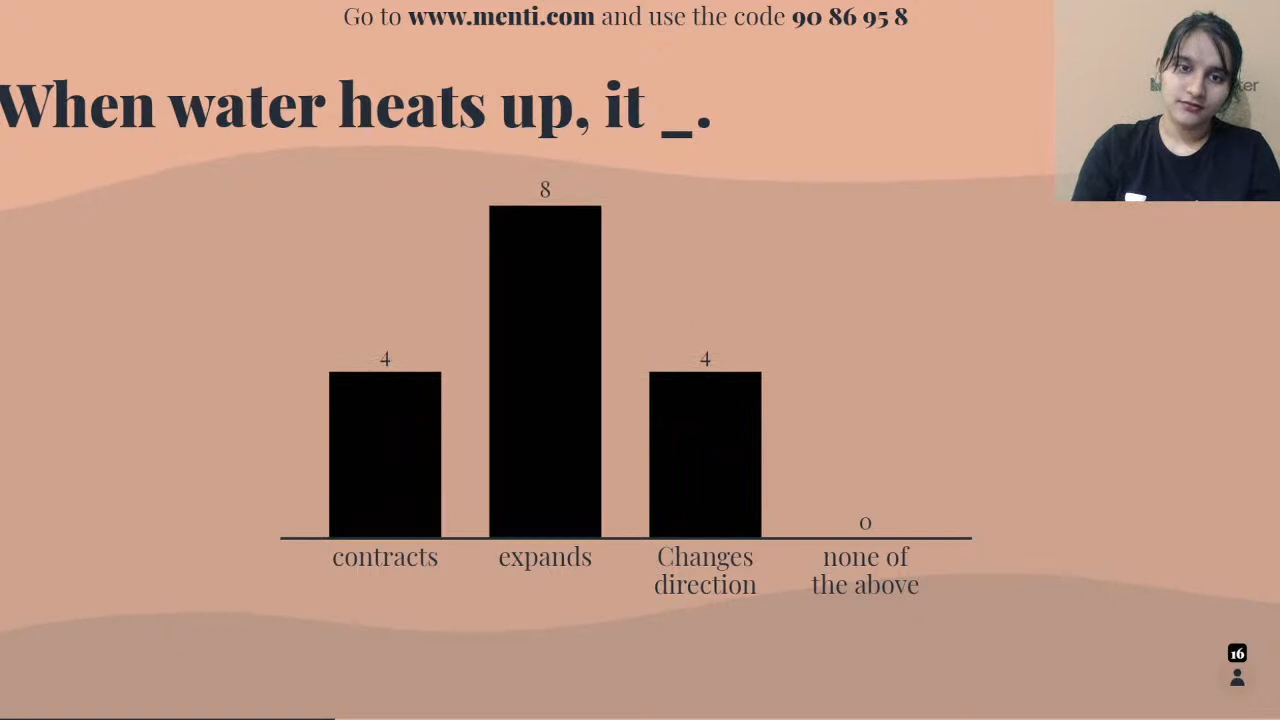 Go to www.menti.com and use the code 90 86 95 8
When water heats up, it _.
8
4
4
0
contracts
expands
Changes direction
none of the above
16